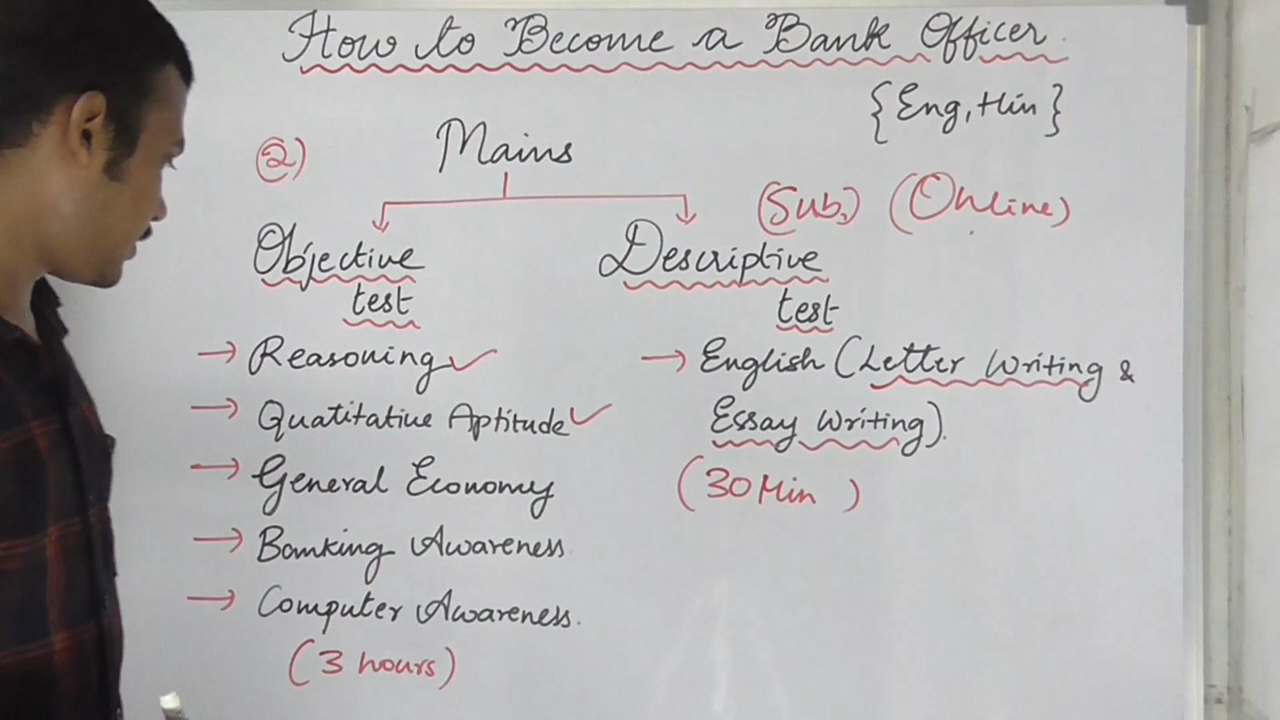 How to Become a Bank Officer.
{Eng, Hin}
2) Mains
(Sub.) (Online)
Objective
test
→ Reasoning ✓
→ Quatitative Aptitude ✓
→ General Economy
→ Banking Awareness
→ Computer Awareness.
(3 hours)
Descriptive
test
→ English (Letter Writing &
Essay Writing).
(30 Min)